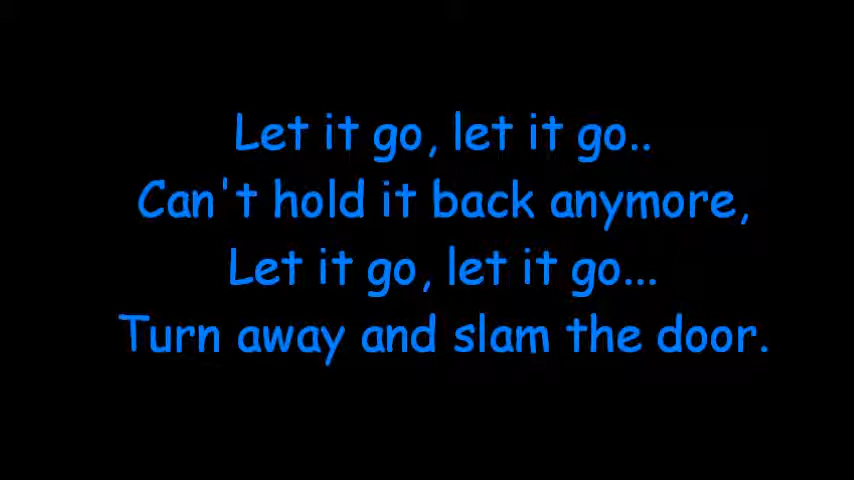 Let it go, let it go..
Can't hold it back anymore,
Let it go, let it go...
Turn away and slam the door.